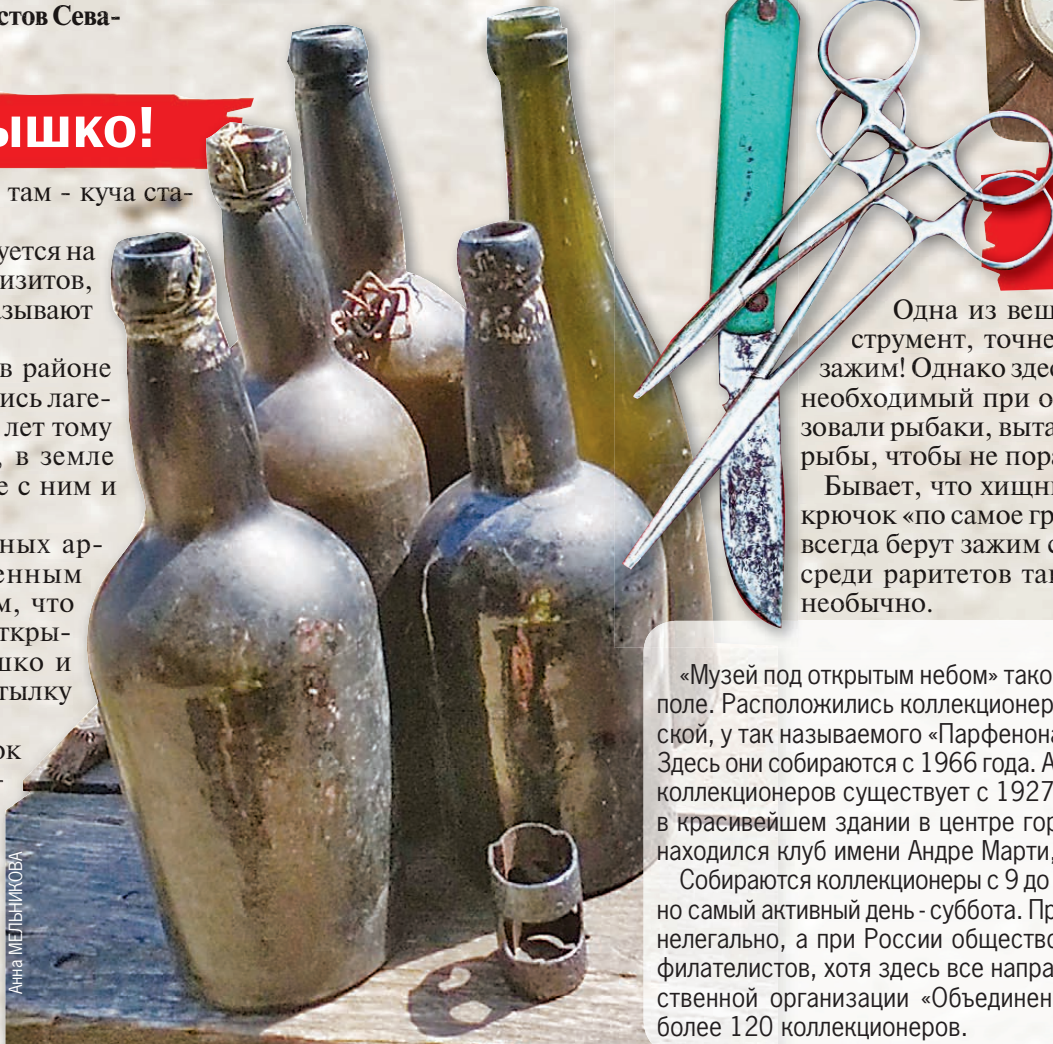 стов Сева-
ышко!
там - куча ста-
уется на
изитов,
зывают
в районе
ись лаге-
лет тому
, в земле
е с ним и
ных ар-
енным
м, что
ткры-
шко и
тылку
ок
-
Анна МЕЛЬНИКОВА
Одна из вещ
струмент, точне
зажим! Однако здес
необходимый при о
зовали рыбаки, выта
рыбы, чтобы не пора
Бывает, что хищни
крючок «по самое гр
всегда берут зажим с
среди раритетов так
необычно.
«Музей под открытым небом» тако
поле. Расположились коллекционер
ской, у так называемого «Парфенона
Здесь они собираются с 1966 года. А
коллекционеров существует с 1927
в красивейшем здании в центре гор
находился клуб имени Андре Марти,
Собираются коллекционеры с 9 до
но самый активный день - суббота. Пр
нелегально, а при России общество
филателистов, хотя здесь все напра
ственной организации «Объединен
более 120 коллекционеров.